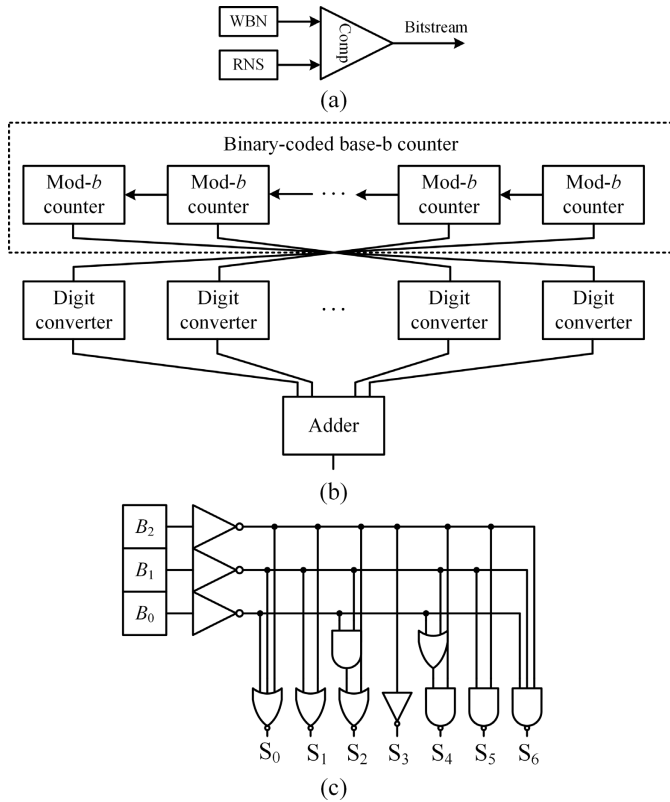 WBN
RNS
Comp
Bitstream
(a)
Binary-coded base-b counter
Mod-b counter
Mod-b counter
...
Mod-b counter
Mod-b counter
Digit converter
Digit converter
...
Digit converter
Digit converter
Adder
(b)
B₂
B₁
B₀
S₀ S₁ S₂ S₃ S₄ S₅ S₆
(c)